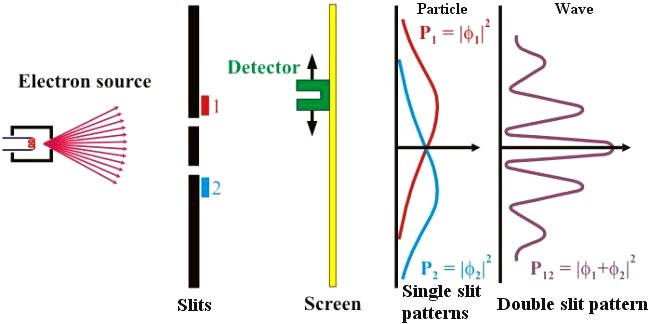 Particle
Wave
P₁ = |ϕ₁|²
Electron source
Detector
1
2
P₂ = |ϕ₂|²
P₁₂ = |ϕ₁+ϕ₂|²
Slits
Screen
Single slit
patterns
Double slit pattern